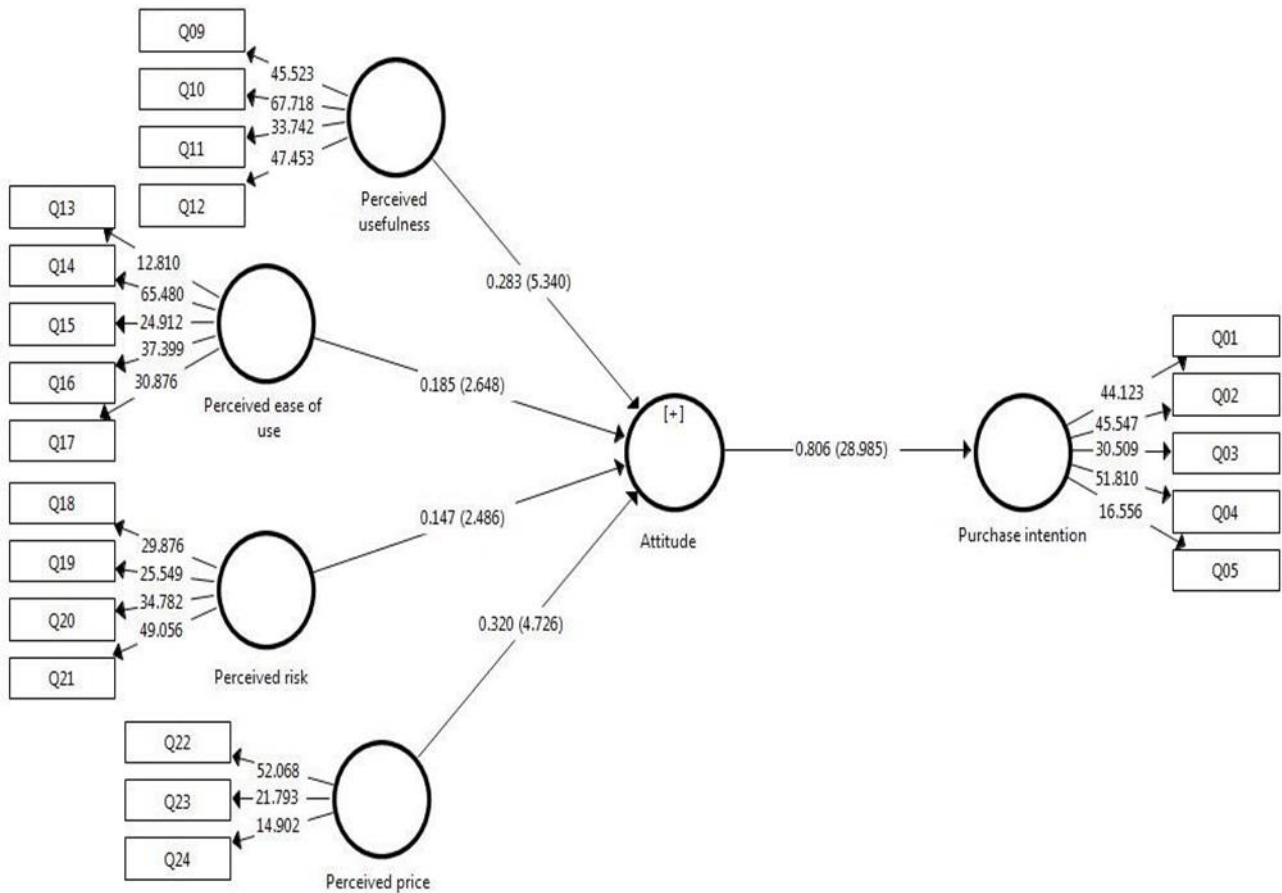 Q09
Q10
Q11
Q12
45.523
67.718
33.742
47.453
Perceived
usefulness
Q13
Q14
Q15
Q16
Q17
12.810
65.480
24.912
37.399
30.876
Perceived ease of
use
Q18
Q19
Q20
Q21
29.876
25.549
34.782
49.056
Perceived risk
Q22
Q23
Q24
52.068
21.793
14.902
Perceived price
0.283 (5.340)
0.185 (2.648)
0.147 (2.486)
0.320 (4.726)
[+]
Attitude
0.806 (28.985)
Purchase intention
44.123
45.547
30.509
51.810
16.556
Q01
Q02
Q03
Q04
Q05